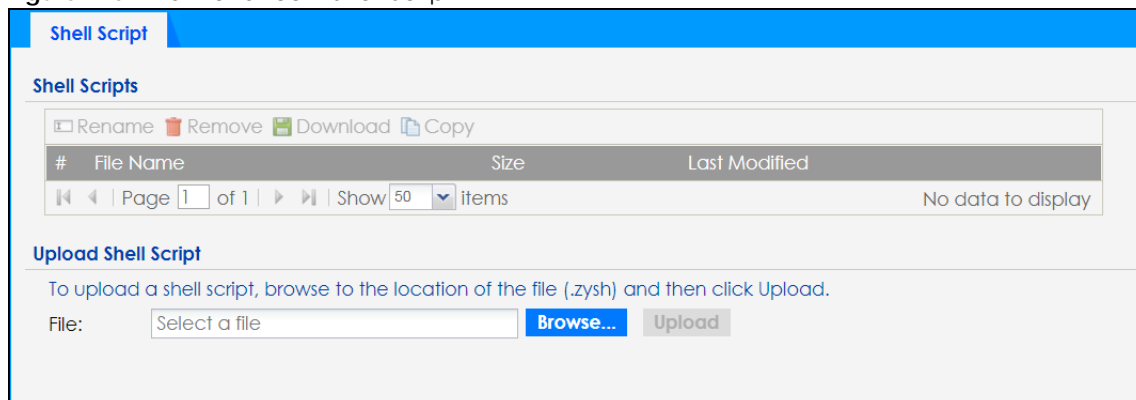 Shell Script
Shell Scripts
Rename Remove Download Copy
# File Name Size Last Modified
Page 1 of 1 Show 50 items No data to display
Upload Shell Script
To upload a shell script, browse to the location of the file (.zysh) and then click Upload.
File: Select a file Browse... Upload